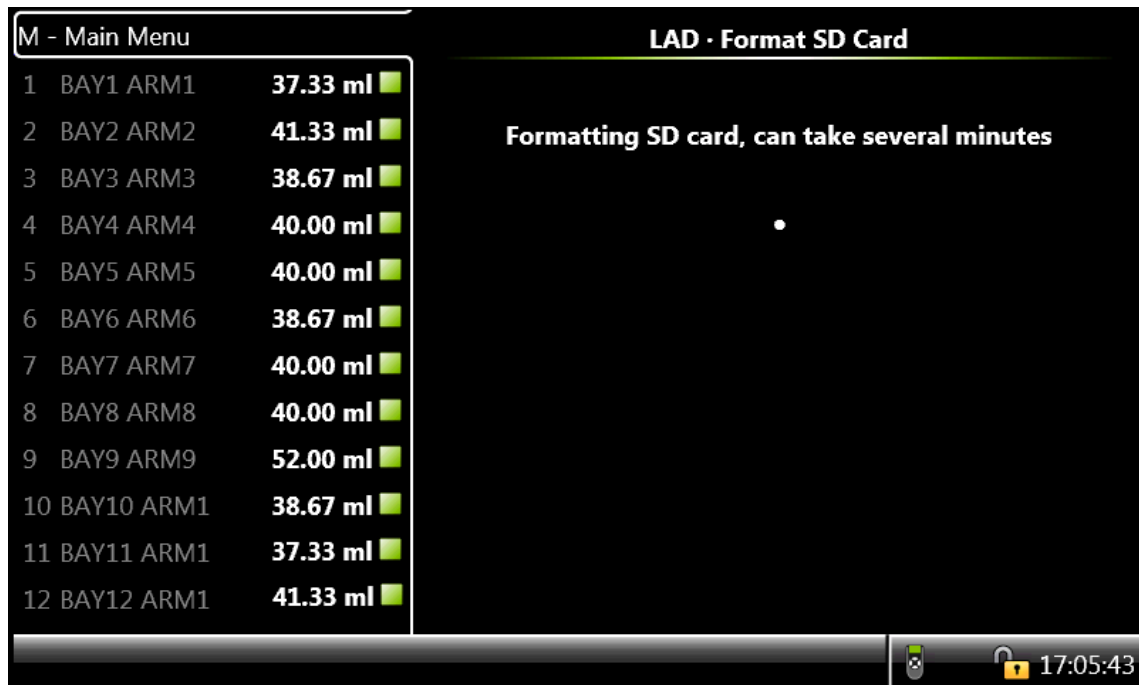 M - Main Menu
1 BAY1 ARM1 37.33 ml
2 BAY2 ARM2 41.33 ml
3 BAY3 ARM3 38.67 ml
4 BAY4 ARM4 40.00 ml
5 BAY5 ARM5 40.00 ml
6 BAY6 ARM6 38.67 ml
7 BAY7 ARM7 40.00 ml
8 BAY8 ARM8 40.00 ml
9 BAY9 ARM9 52.00 ml
10 BAY10 ARM1 38.67 ml
11 BAY11 ARM1 37.33 ml
12 BAY12 ARM1 41.33 ml
LAD · Format SD Card
Formatting SD card, can take several minutes
17:05:43